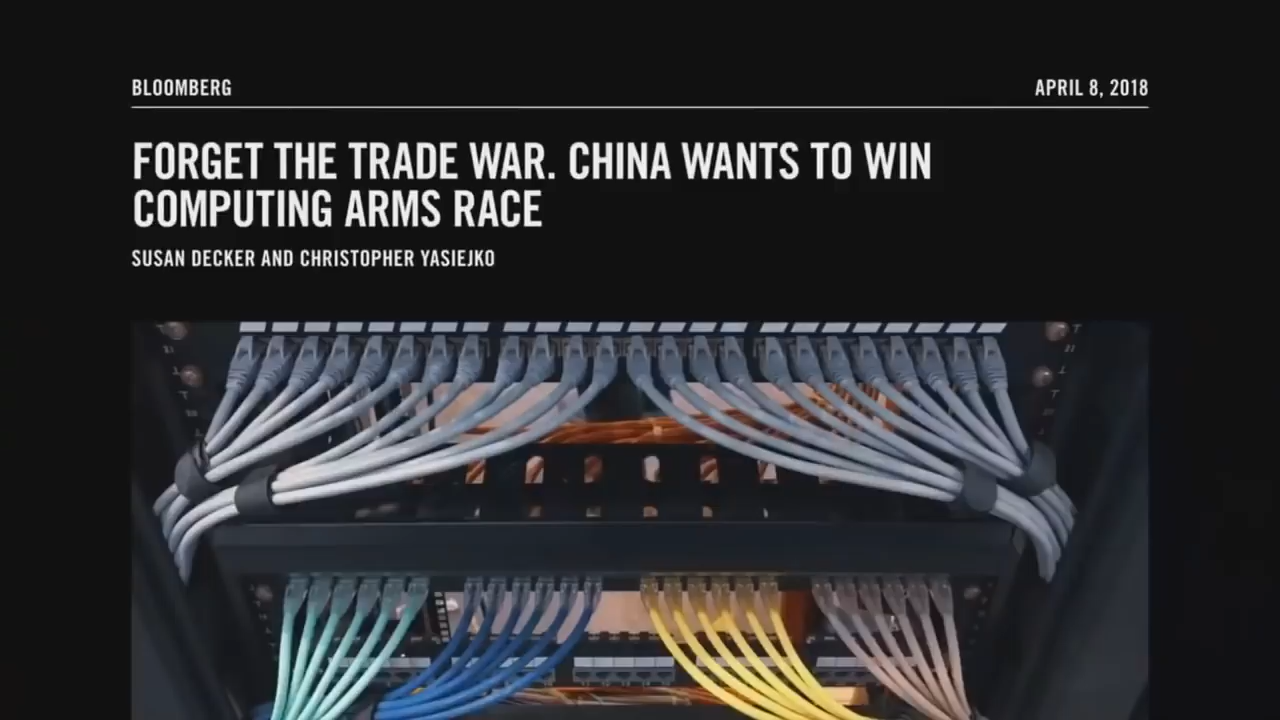 BLOOMBERG
APRIL 8, 2018
FORGET THE TRADE WAR. CHINA WANTS TO WIN
COMPUTING ARMS RACE
SUSAN DECKER AND CHRISTOPHER YASIEJKO